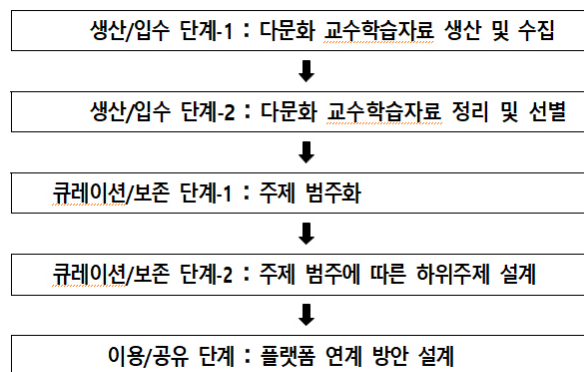 생산/입수 단계-1 : 다문화 교수학습자료 생산 및 수집
생산/입수 단계-2 : 다문화 교수학습자료 정리 및 선별
큐레이션/보존 단계-1 : 주제 범주화
큐레이션/보존 단계-2 : 주제 범주에 따른 하위주제 설계
이용/공유 단계 : 플랫폼 연계 방안 설계